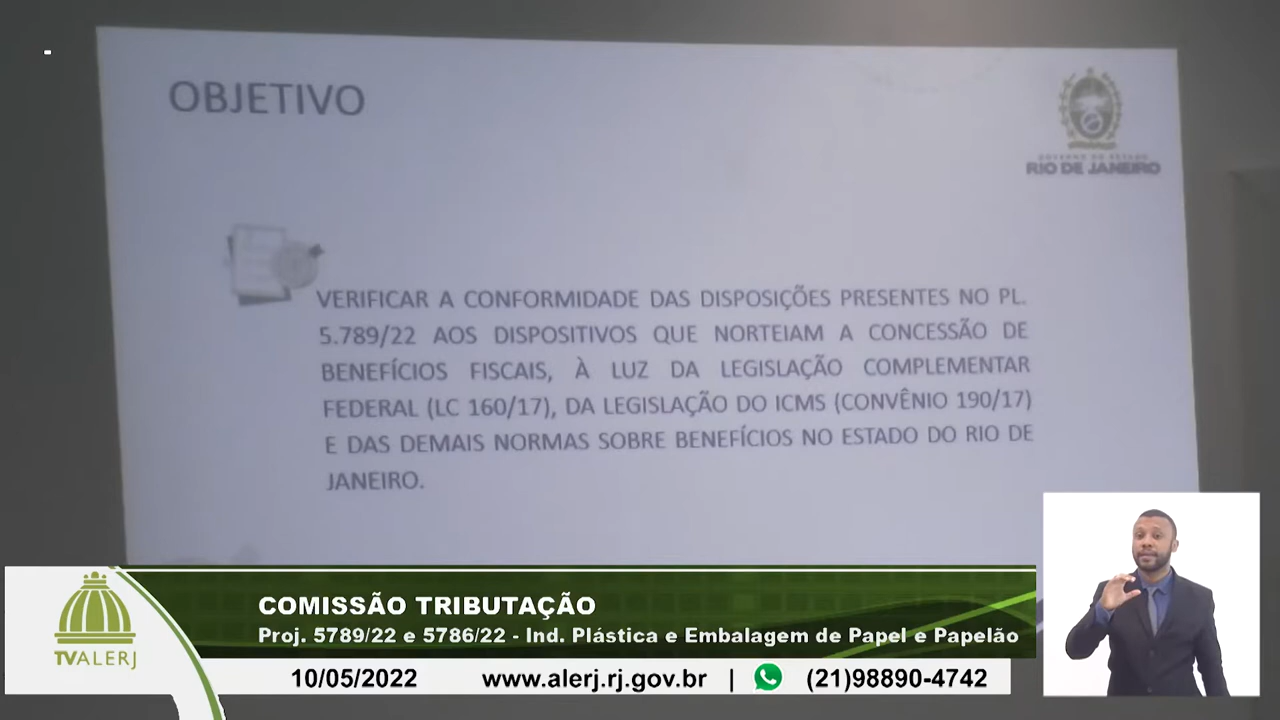 OBJETIVO
GOVERNO DO ESTADO
RIO DE JANEIRO
VERIFICAR A CONFORMIDADE DAS DISPOSIÇÕES PRESENTES NO PL.
5.789/22 AOS DISPOSITIVOS QUE NORTEIAM A CONCESSÃO DE
BENEFÍCIOS FISCAIS, À LUZ DA LEGISLAÇÃO COMPLEMENTAR
FEDERAL (LC 160/17), DA LEGISLAÇÃO DO ICMS (CONVÊNIO 190/17)
E DAS DEMAIS NORMAS SOBRE BENEFÍCIOS NO ESTADO DO RIO DE
JANEIRO.
COMISSÃO TRIBUTAÇÃO
Proj. 5789/22 e 5786/22 - Ind. Plástica e Embalagem de Papel e Papelão
TVALERJ
10/05/2022 www.alerj.rj.gov.br | (21)98890-4742